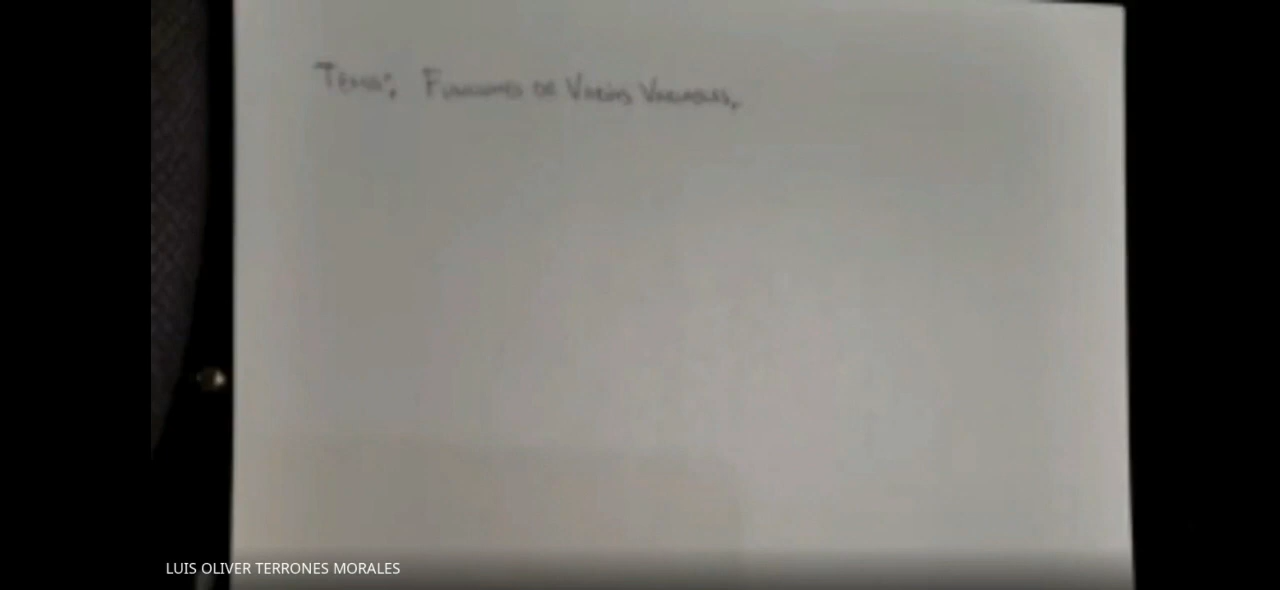 Tema: Funciones de Varias Variables,
LUIS OLIVER TERRONES MORALES